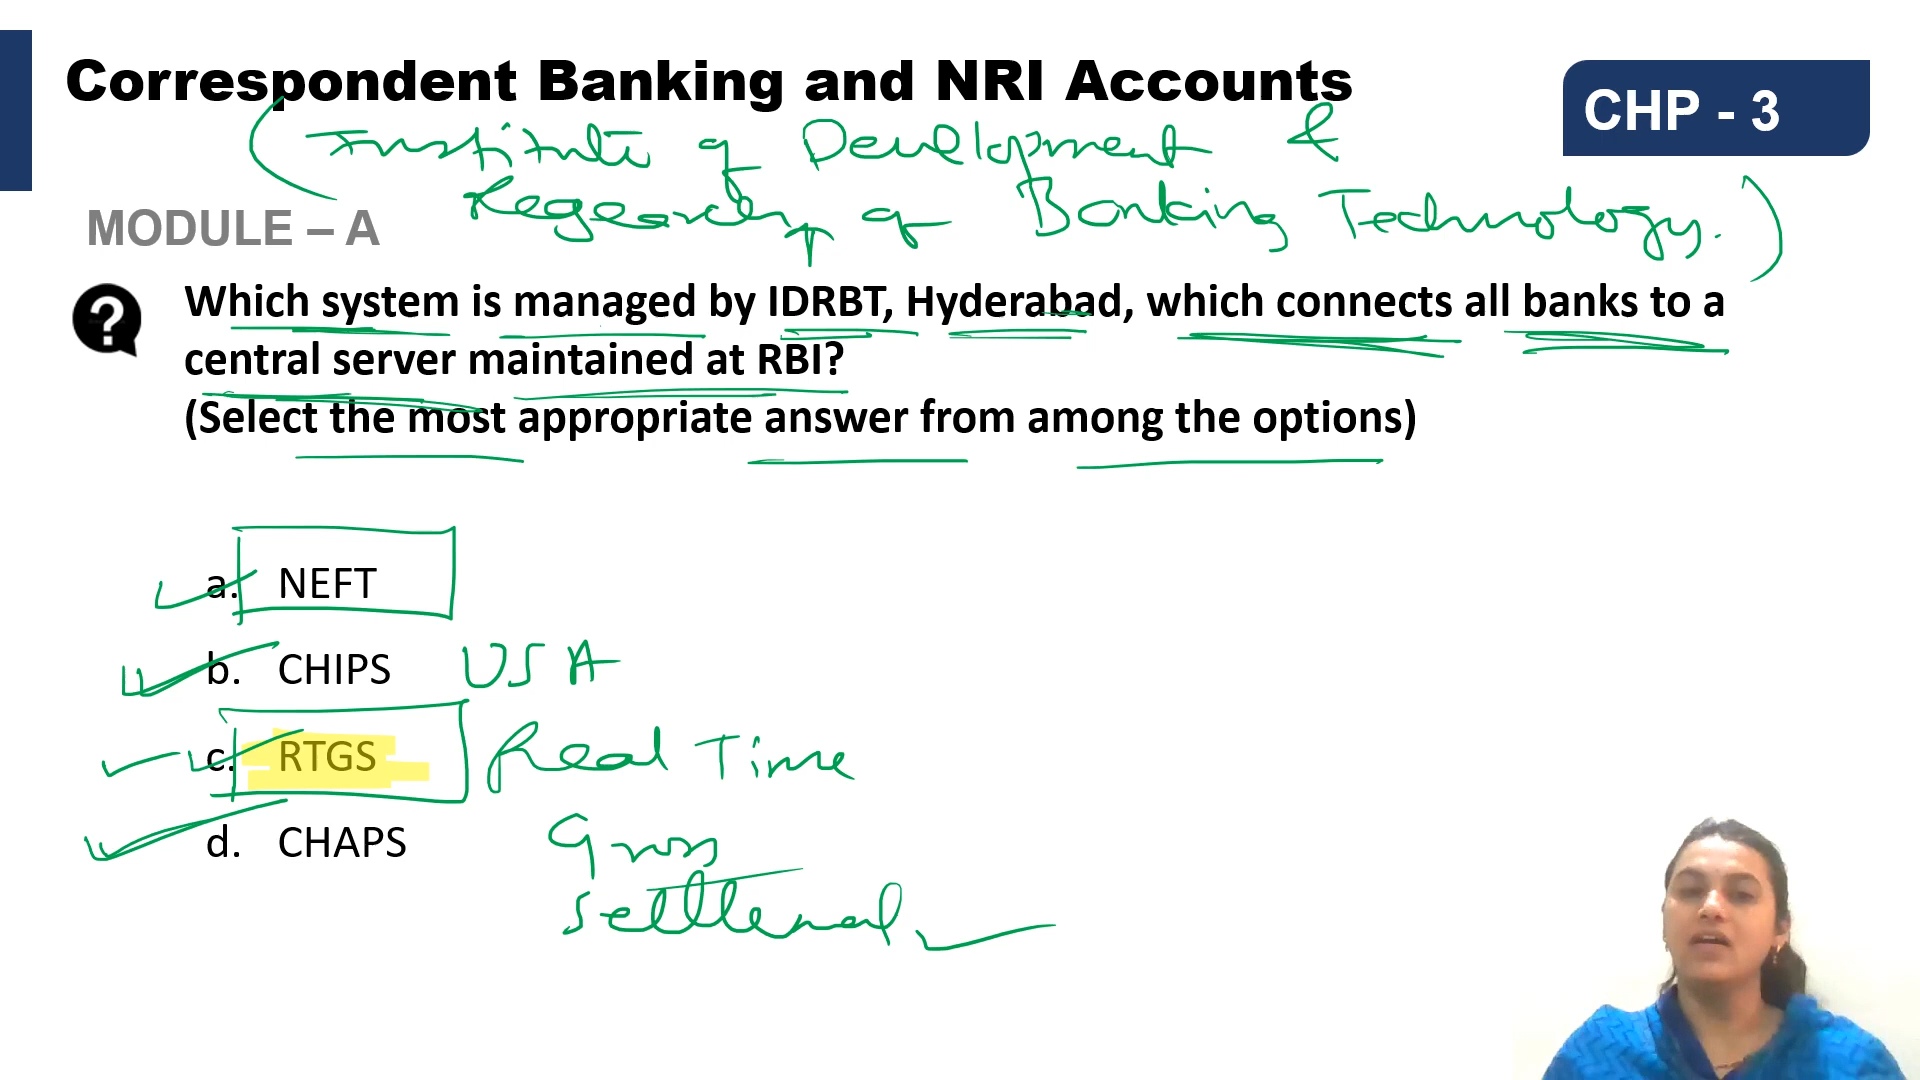 Correspondent Banking and NRI Accounts
CHP - 3
(Institute of Development &
Research of Banking Technology.)
MODULE – A
Which system is managed by IDRBT, Hyderabad, which connects all banks to a
central server maintained at RBI?
(Select the most appropriate answer from among the options)
a. NEFT
b. CHIPS USA
c. RTGS Real Time
d. CHAPS Gross